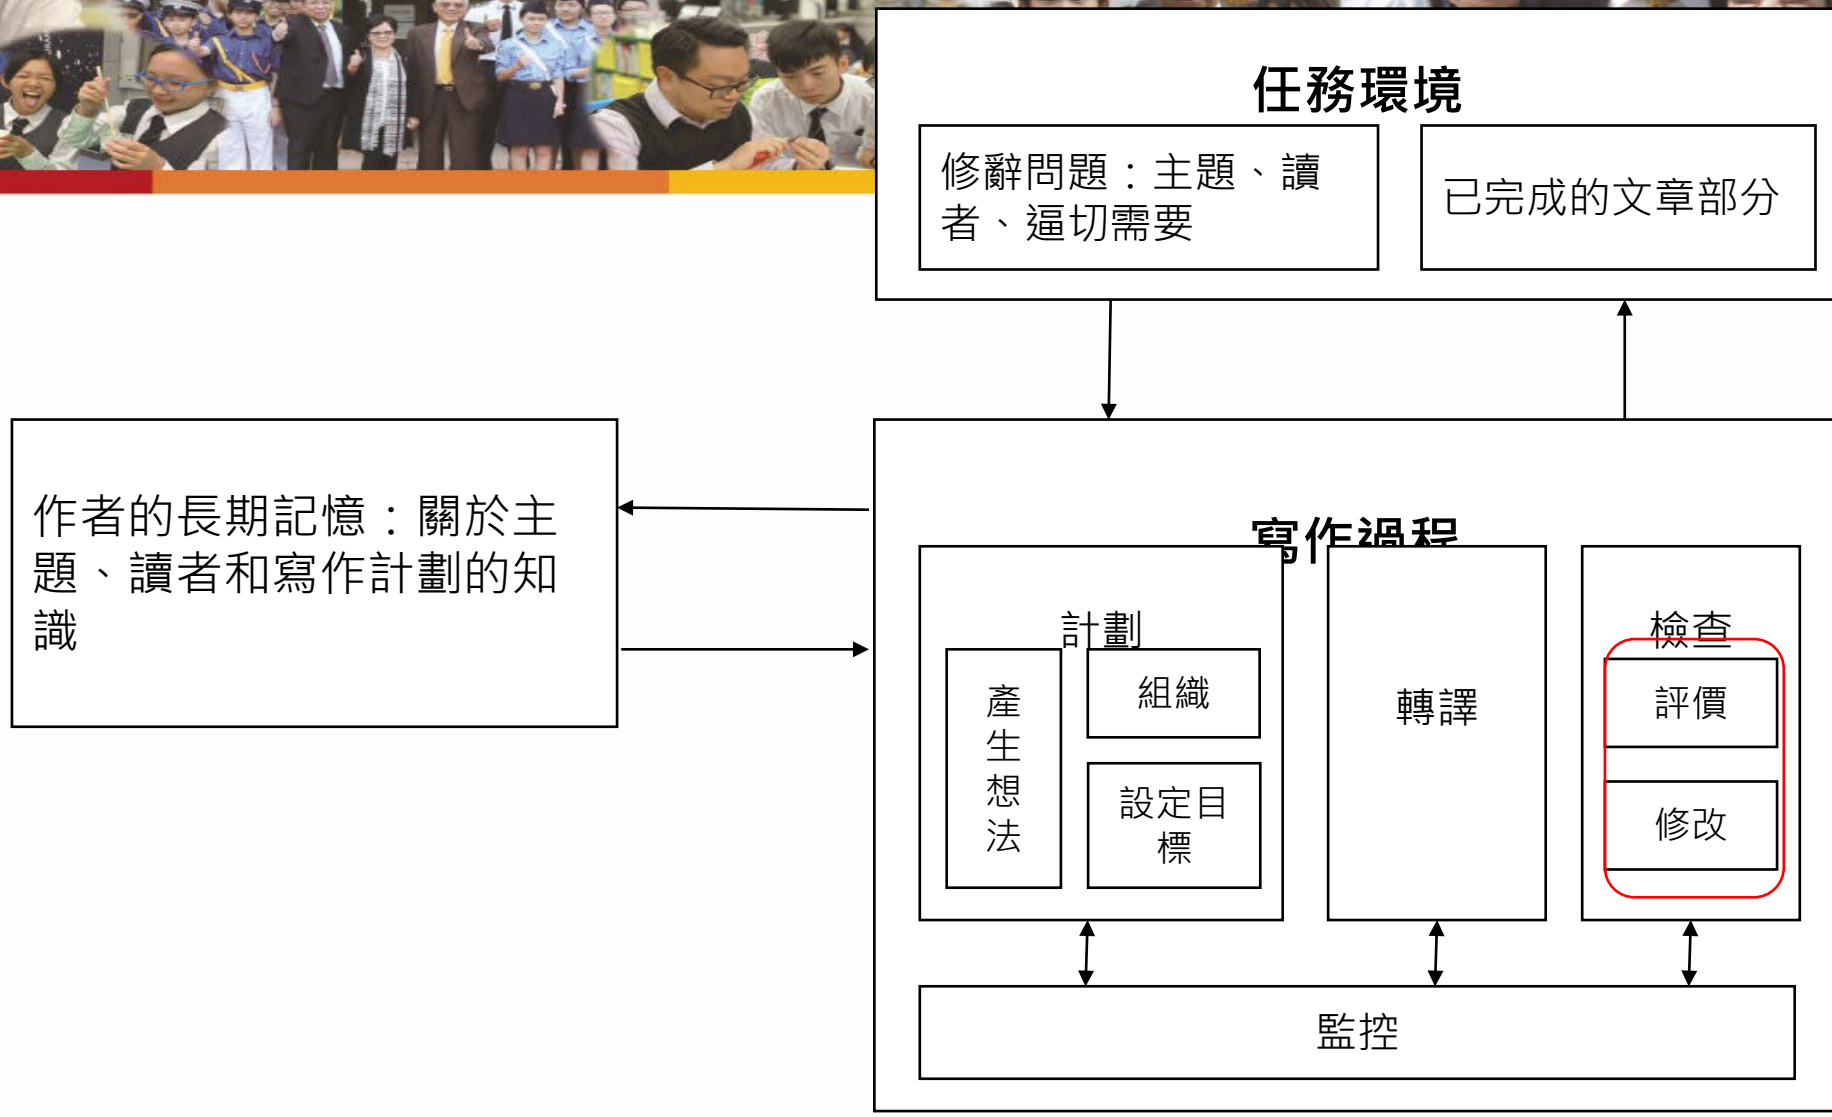 任務環境
修辭問題：主題、讀
者、逼切需要
已完成的文章部分
作者的長期記憶：關於主
題、讀者和寫作計劃的知
識
寫作過程
計劃
產
生
想
法
組織
設定目
標
轉譯
檢查
評價
修改
監控